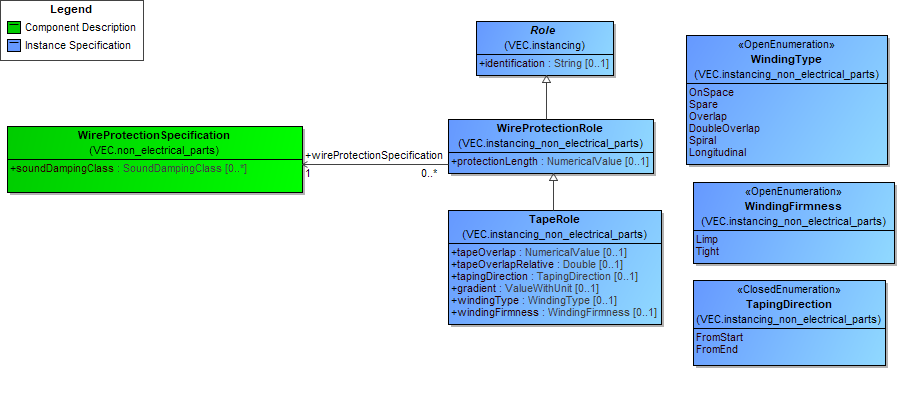 Legend
Component Description
Instance Specification
Role
(VEC.instancing)
+identification : String [0..1]
WireProtectionSpecification
(VEC.non_electrical_parts)
+soundDampingClass : SoundDampingClass [0..*]
+wireProtectionSpecification
1
0..*
WireProtectionRole
(VEC.instancing_non_electrical_parts)
+protectionLength : NumericalValue [0..1]
TapeRole
(VEC.instancing_non_electrical_parts)
+tapeOverlap : NumericalValue [0..1]
+tapeOverlapRelative : Double [0..1]
+tapingDirection : TapingDirection [0..1]
+gradient : ValueWithUnit [0..1]
+windingType : WindingType [0..1]
+windingFirmness : WindingFirmness [0..1]
«OpenEnumeration»
WindingType
(VEC.instancing_non_electrical_parts)
OnSpace
Spare
Overlap
DoubleOverlap
Spiral
Longitudinal
«OpenEnumeration»
WindingFirmness
(VEC.instancing_non_electrical_parts)
Limp
Tight
«ClosedEnumeration»
TapingDirection
(VEC.instancing_non_electrical_parts)
FromStart
FromEnd